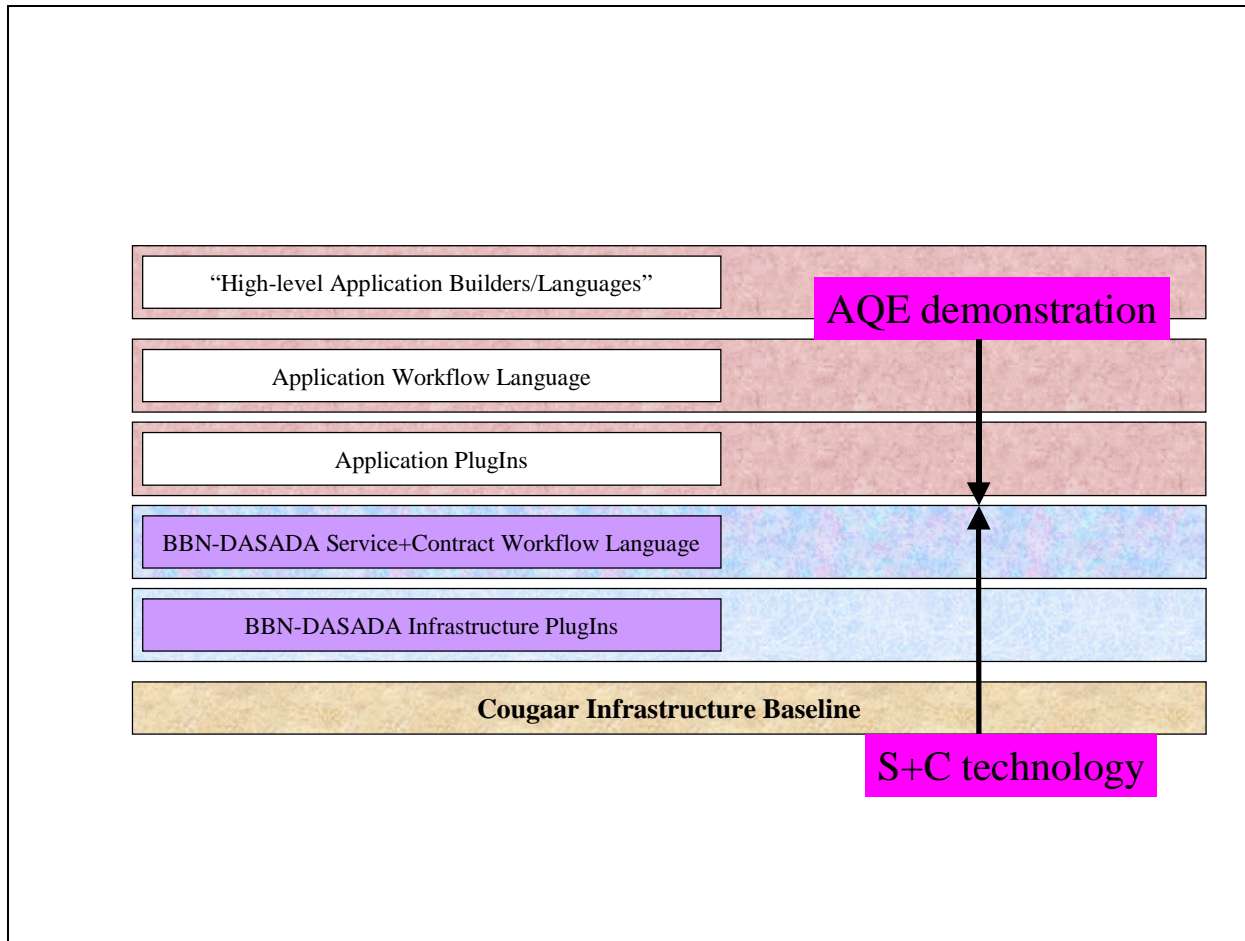 “High-level Application Builders/Languages”
AQE demonstration
Application Workflow Language
Application PlugIns
BBN-DASADA Service+Contract Workflow Language
BBN-DASADA Infrastructure PlugIns
Cougaar Infrastructure Baseline
S+C technology